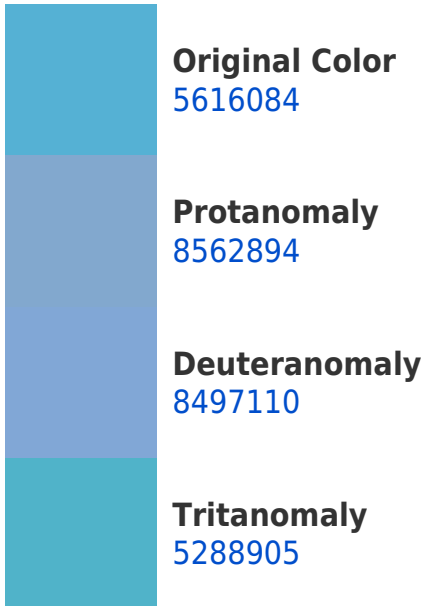 Original Color
5616084
Protanomaly
8562894
Deuteranomaly
8497110
Tritanomaly
5288905